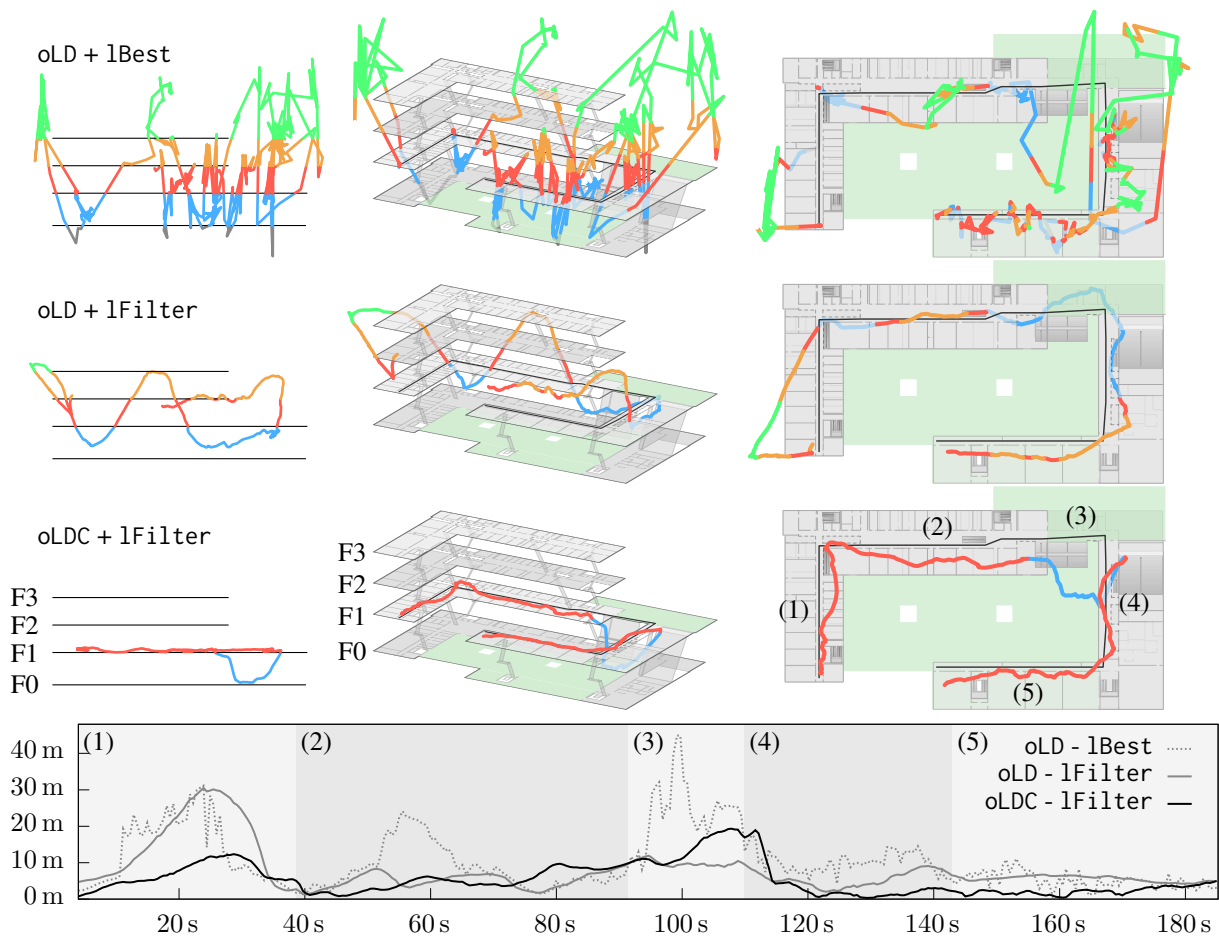 oLD + lBest
oLD + lFilter
oLDC + lFilter
F3
F2
F1
F0
F3
F2
F1
F0
(1)
(2)
(3)
(4)
(5)
(1)
(2)
(3)
(4)
(5)
oLD - lBest
oLD - lFilter
oLDC - lFilter
40 m
30 m
20 m
10 m
0 m
20 s
40 s
60 s
80 s
100 s
120 s
140 s
160 s
180 s